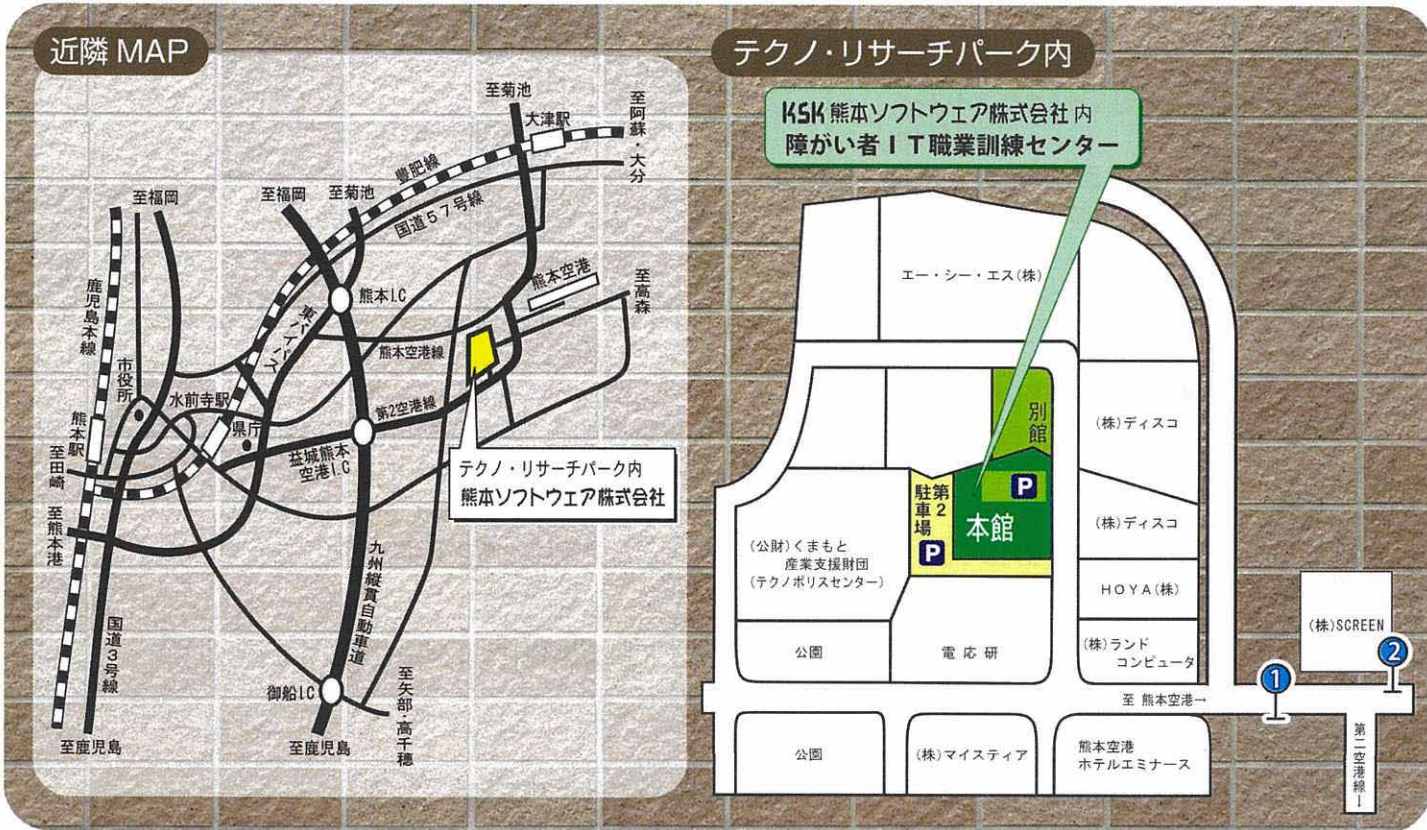 近隣 MAP
至菊池
大津駅
至阿蘇・大分
豊肥線
国道57号線
至福岡
至福岡
至菊池
鹿児島本線
熊本I.C
東バイパス
熊本空港
至高森
熊本空港線
市役所
水前寺駅
県庁
第2空港線
熊本駅
至田崎
益城熊本
空港I.C
テクノ・リサーチパーク内
熊本ソフトウェア株式会社
至熊本港
九州縦貫自動車道
国道3号線
御船I.C
至矢部・高千穂
至鹿児島
至鹿児島
テクノ・リサーチパーク内
KSK 熊本ソフトウェア株式会社 内
障がい者IT職業訓練センター
エー・シー・エス(株)
別館
(株)ディスコ
P
第2
駐車場
P
本館
(株)ディスコ
(公財)くまもと
産業支援財団
(テクノポリスセンター)
HOYA(株)
(株)SCREEN
公園
電応研
(株)ランド
コンピュータ
1
2
至 熊本空港→
公園
(株)マイスティア
熊本空港
ホテルエミナース
第二空港線↓